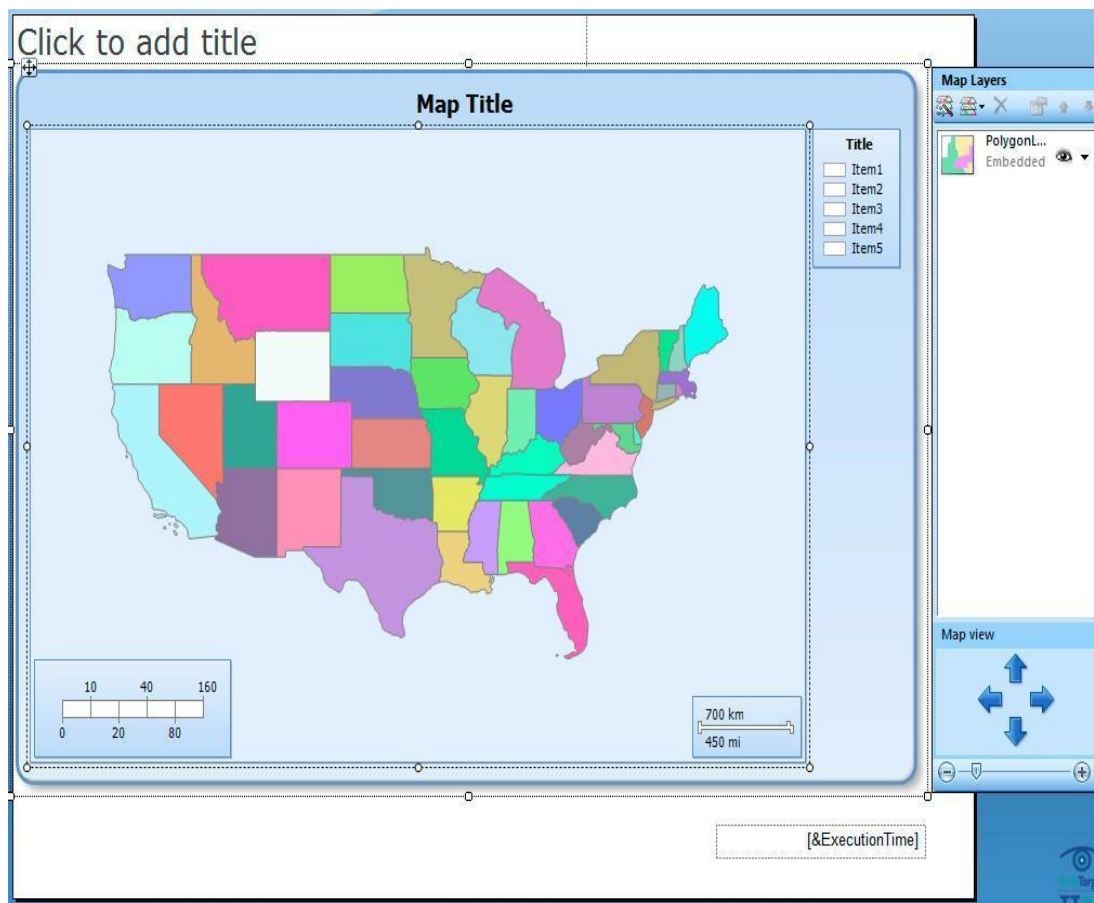 Click to add title
Map Title
Map Layers
PolygonL...
Embedded
Title
Item1
Item2
Item3
Item4
Item5
10 40 160
0 20 80
700 km
450 mi
Map view
[&ExecutionTime]